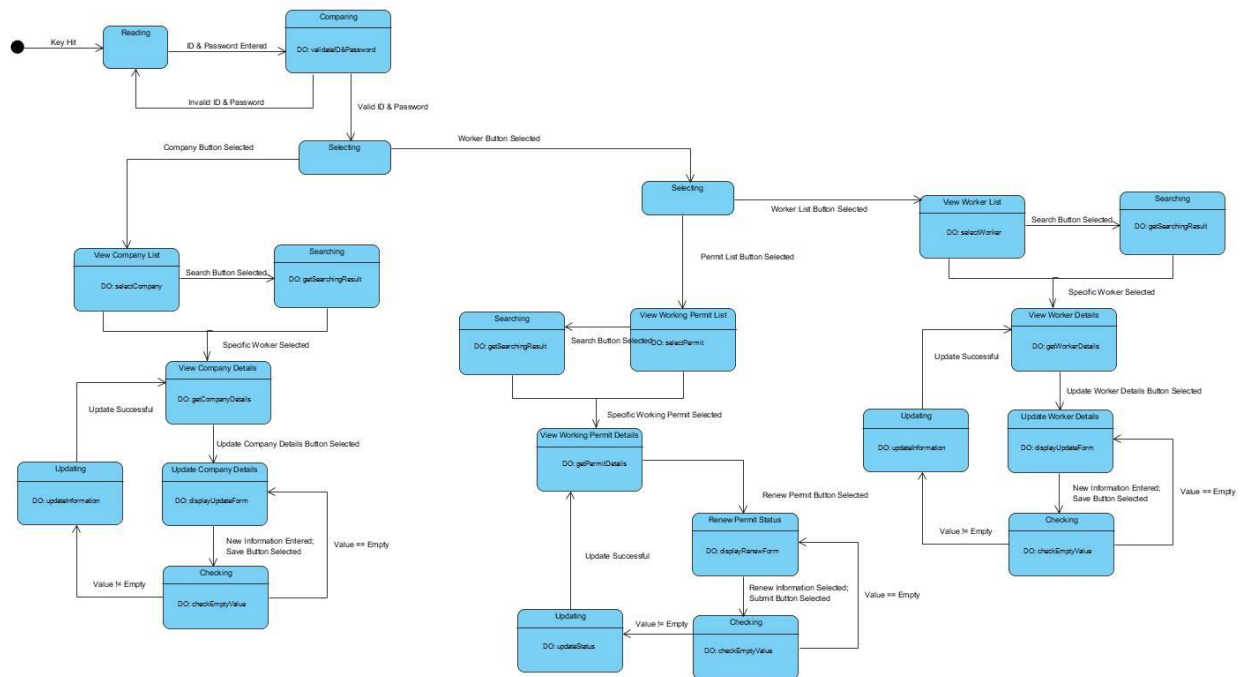 Comparing
Reading
Key Hit
ID & Password Entered
DO: validateID&Password
Invalid ID & Password
Valid ID & Password
Worker Button Selected
Company Button Selected
Selecting
Selecting
Worker List Button Selected
View Worker List
DO: selectWorker
Search Button Selected
Searching
DO: getSearchingResult
View Company List
DO: selectCompany
Search Button Selected
Searching
DO: getSearchingResult
Permit List Button Selected
Specific Worker Selected
Searching
DO: getSearchingResult
Search Button Selected
View Working Permit List
DO: selectPermit
View Worker Details
DO: getWorkerDetails
Specific Worker Selected
View Company Details
DO: getCompanyDetails
Update Successful
Update Successful
Update Worker Details Button Selected
Specific Working Permit Selected
Updating
DO: updateInformation
Update Worker Details
DO: displayUpdateForm
View Working Permit Details
DO: getPermitDetails
Update Company Details Button Selected
Updating
DO: updateInformation
Update Company Details
DO: displayUpdateForm
New Information Entered;
Save Button Selected
Value == Empty
Renew Permit Button Selected
Value != Empty
Checking
DO: checkEmptyValue
Renew Permit Status
DO: displayRenewForm
New Information Entered;
Save Button Selected
Value == Empty
Update Successful
Value != Empty
Checking
DO: checkEmptyValue
Renew Information Selected;
Submit Button Selected
Value == Empty
Updating
DO: updateStatus
Value != Empty
Checking
DO: checkEmptyValue